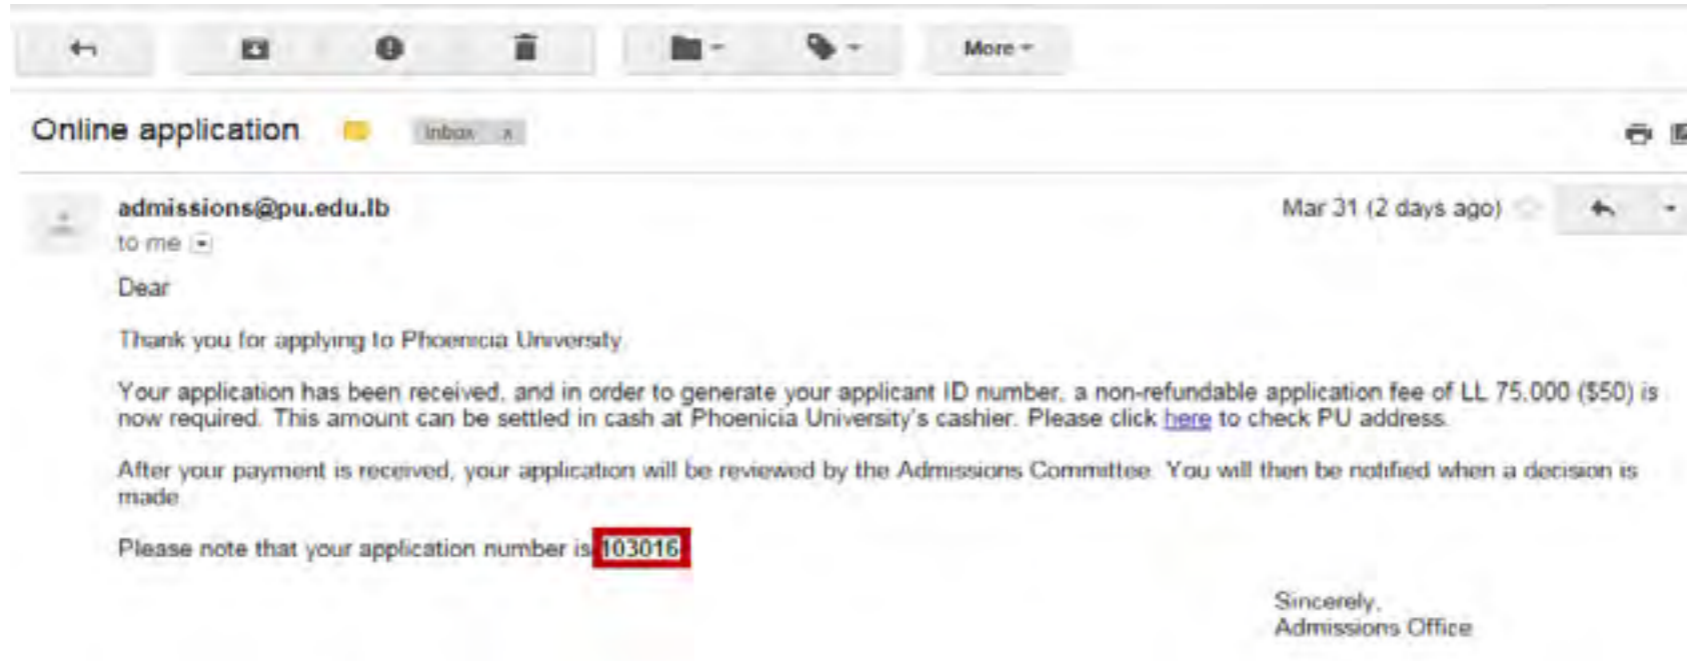 More
Online application
Inbox x
admissions@pu.edu.lb
Mar 31 (2 days ago)
to me
Dear
Thank you for applying to Phoenicia University.
Your application has been received, and in order to generate your applicant ID number, a non-refundable application fee of LL 75,000 ($50) is
now required. This amount can be settled in cash at Phoenicia University's cashier. Please click here to check PU address.
After your payment is received, your application will be reviewed by the Admissions Committee. You will then be notified when a decision is
made.
Please note that your application number is 103016
Sincerely,
Admissions Office